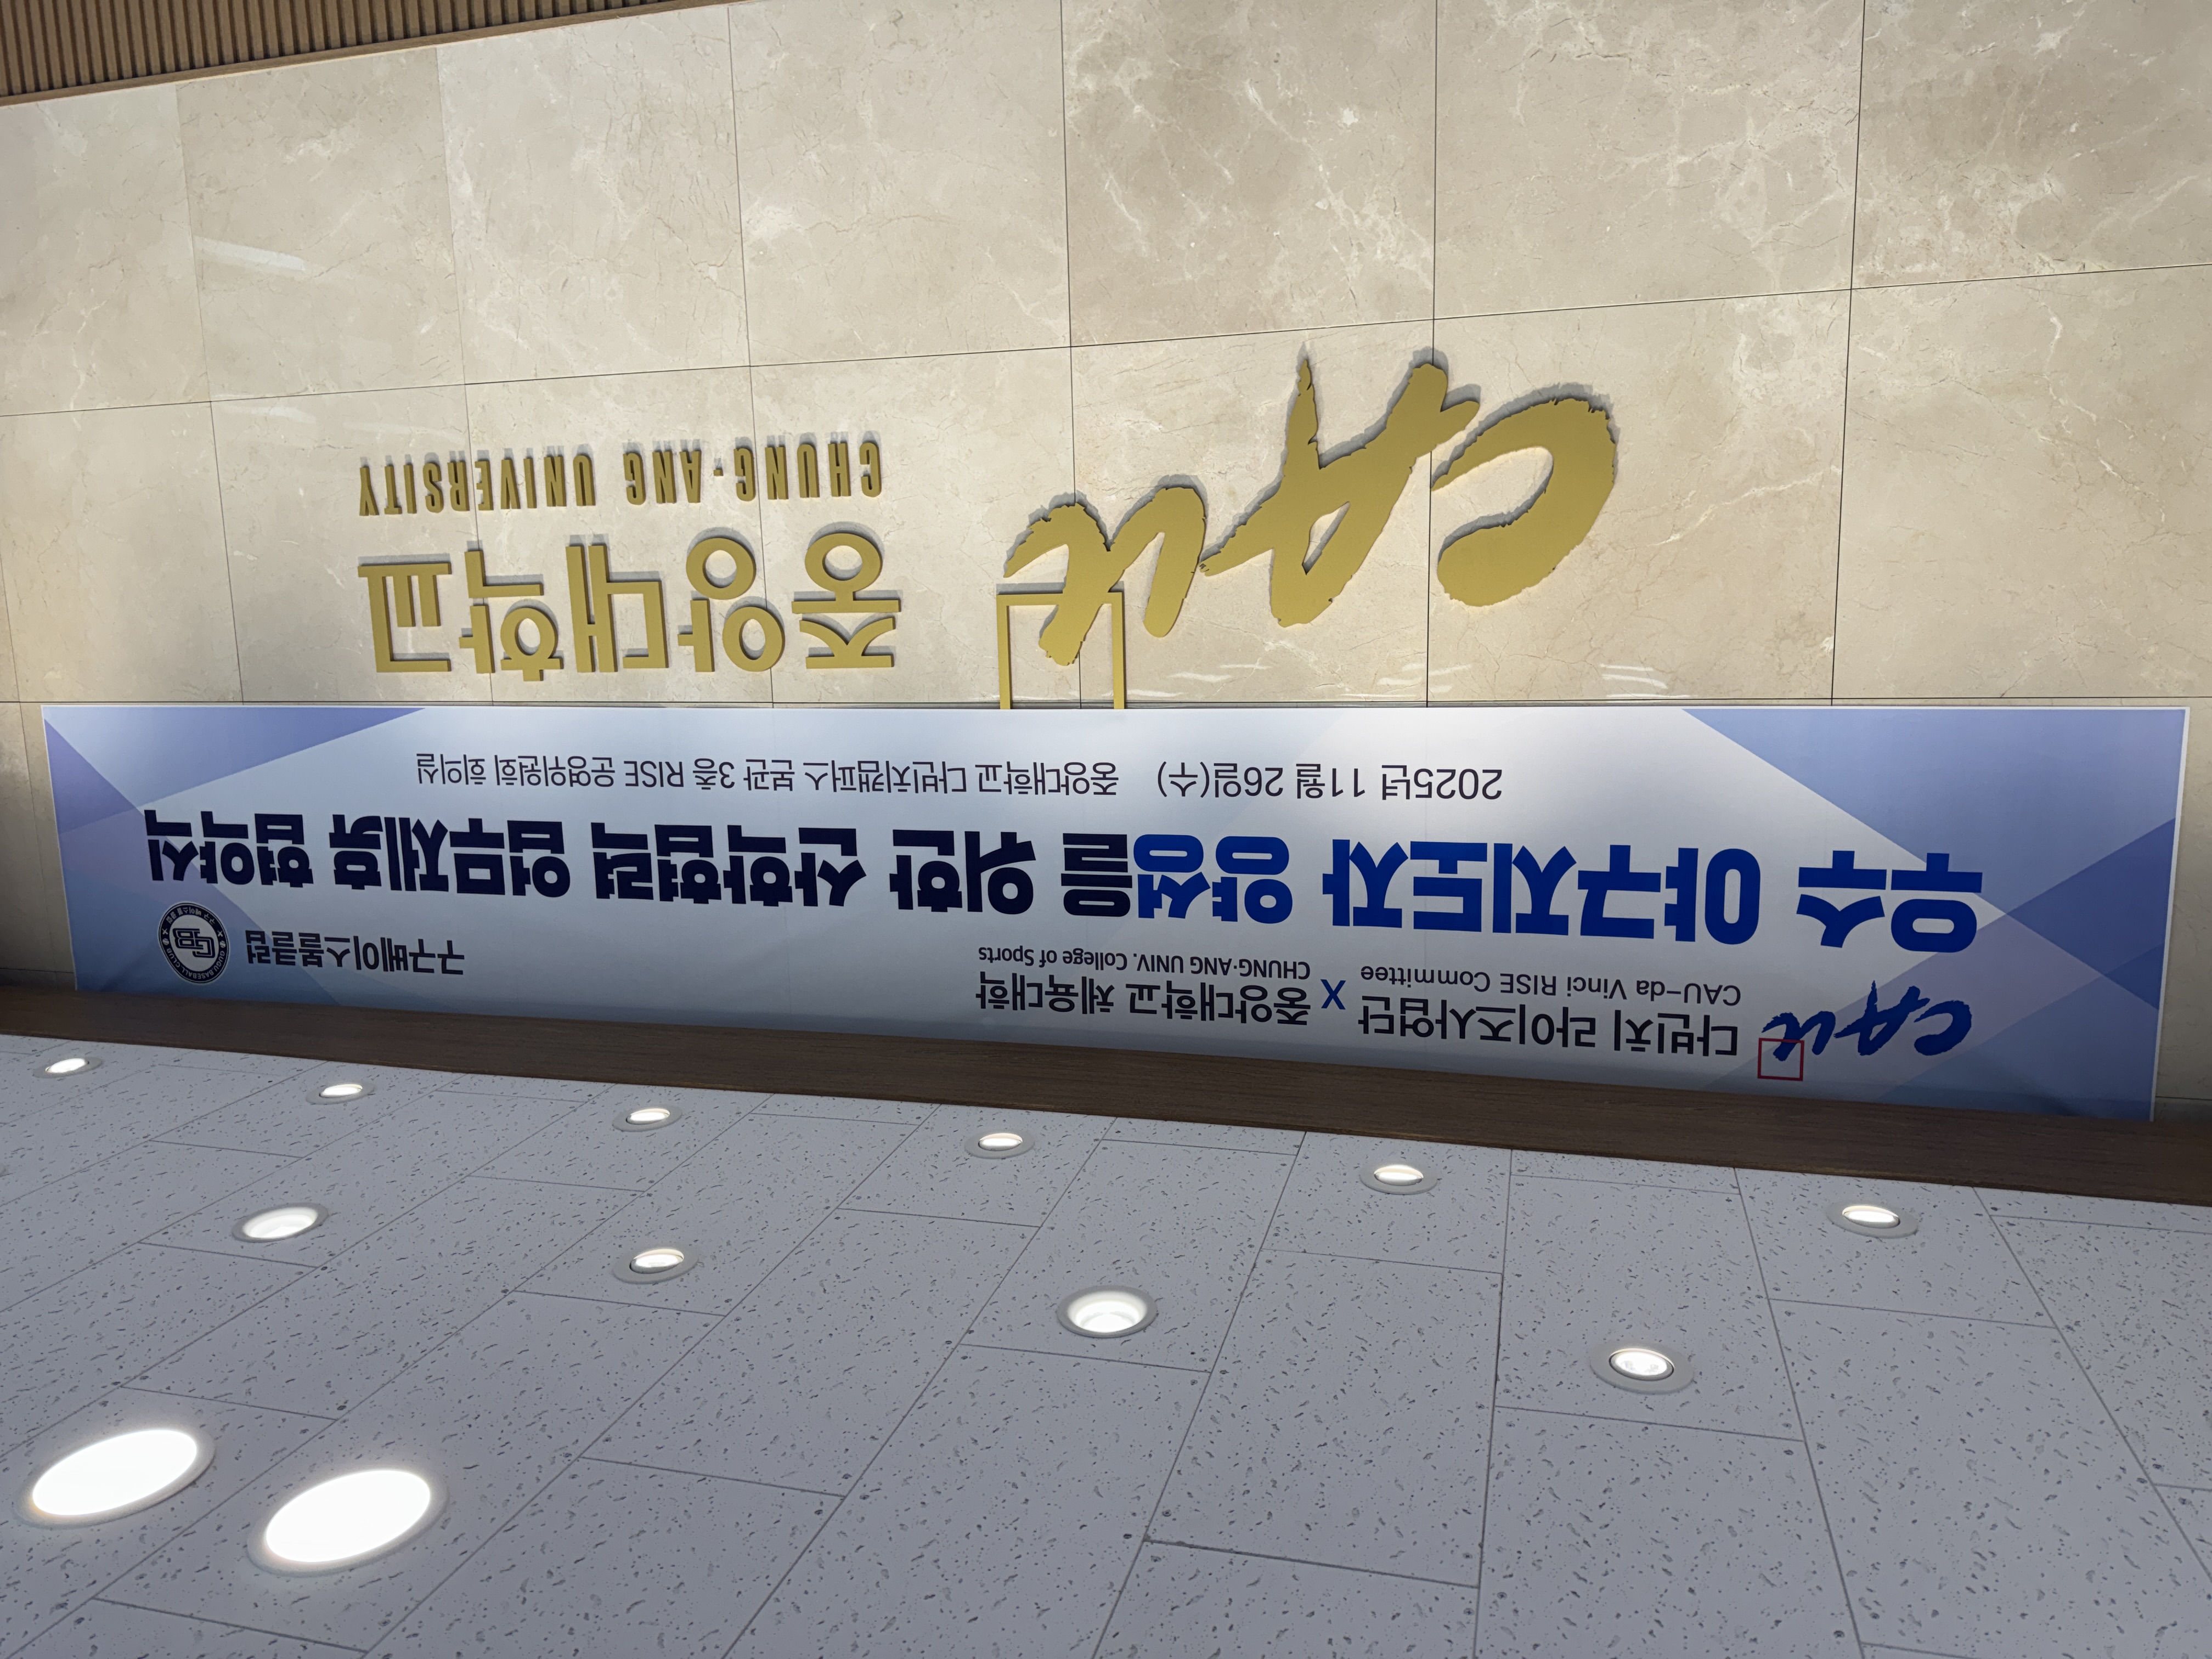 CAU
다빈치 라이즈사업단 X 중앙대학교 체육대학
CAU-da Vinci RISE Committee
CHUNG-ANG UNIV. College of Sports
구구베이스볼클럽
GB
우수 야구지도자 양성을 위한 산학협력 업무제휴 협약식
2025년 11월 26일(수) 중앙대학교 다빈치캠퍼스 본관 3층 RISE 운영위원회 회의실
CAU
중앙대학교
CHUNG·ANG UNIVERSITY